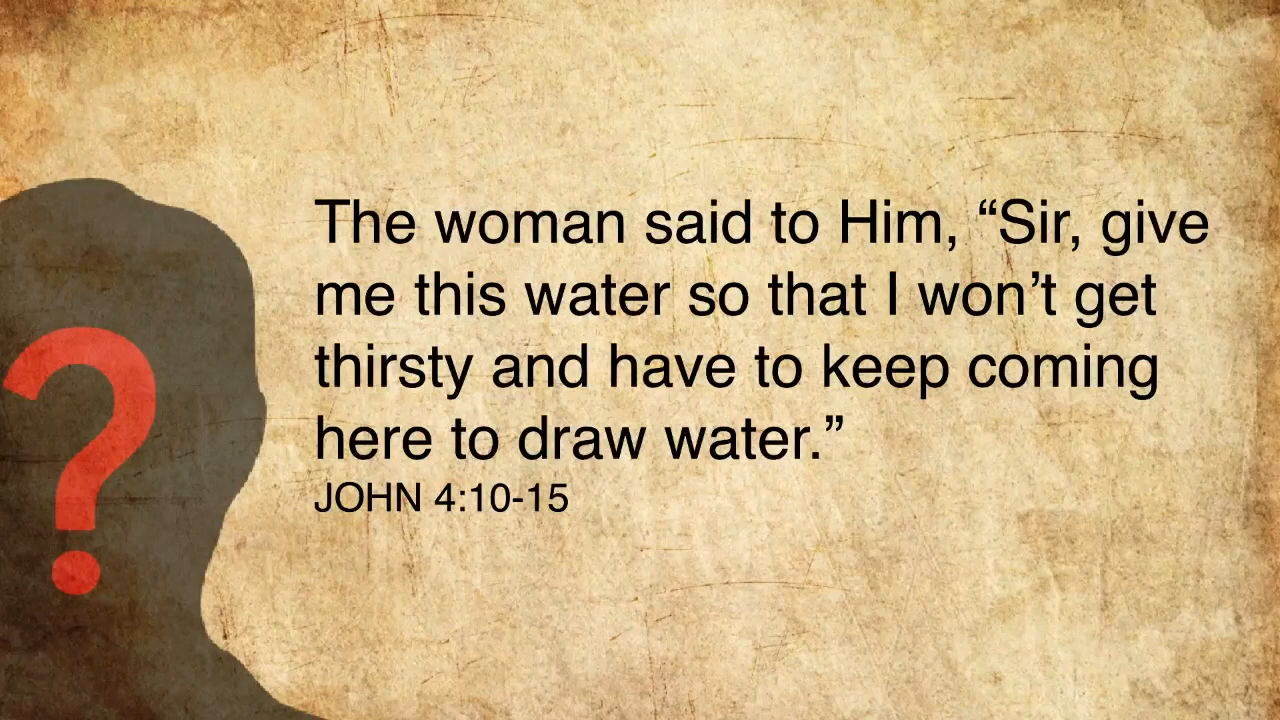 The woman said to Him, “Sir, give
me this water so that I won’t get
thirsty and have to keep coming
here to draw water.”
JOHN 4:10-15
?